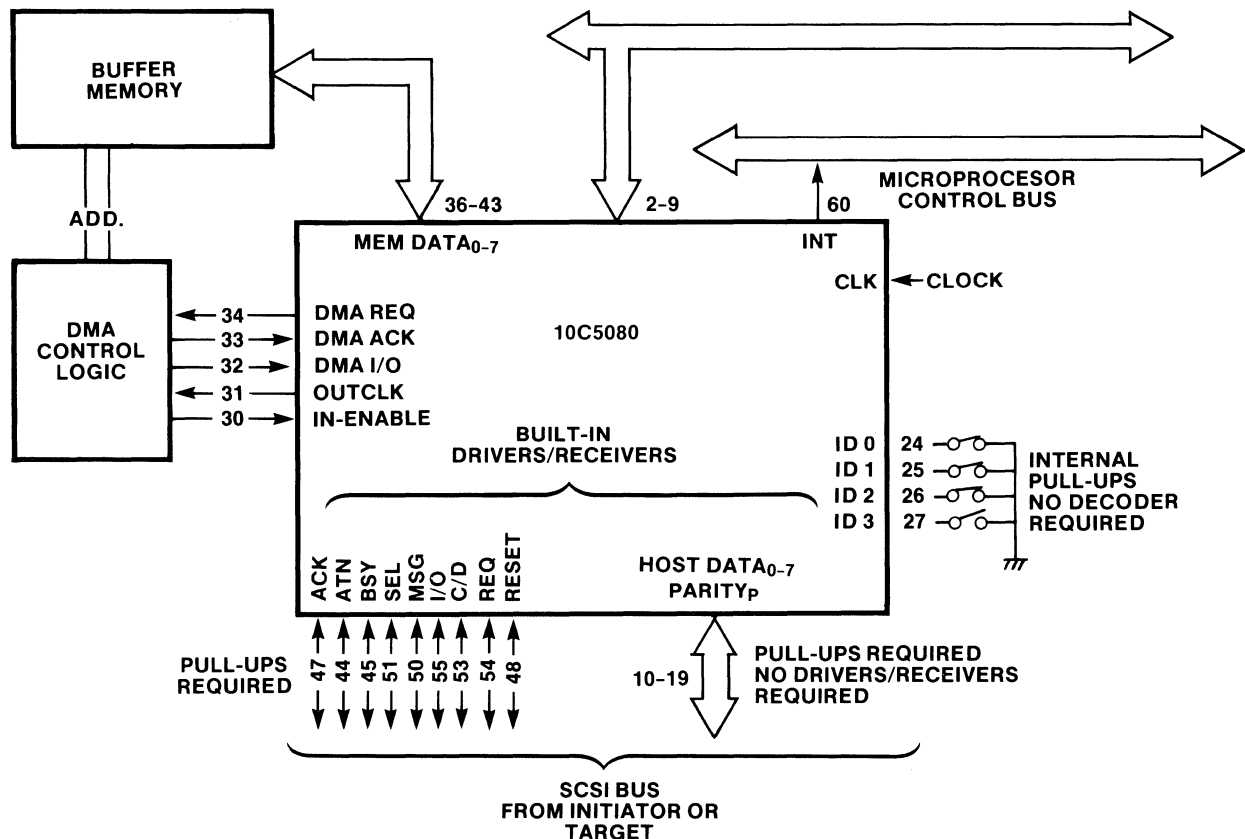 BUFFER
MEMORY
ADD.
DMA
CONTROL
LOGIC
36-43
2-9
60
MICROPROCESOR
CONTROL BUS
MEM DATA0-7
INT
CLK
CLOCK
34
DMA REQ
33
DMA ACK
32
DMA I/O
31
OUTCLK
30
IN-ENABLE
10C5080
BUILT-IN
DRIVERS/RECEIVERS
ID 0 24
ID 1 25
ID 2 26
ID 3 27
INTERNAL
PULL-UPS
NO DECODER
REQUIRED
ACK
ATN
BSY
SEL
MSG
I/O
C/D
REQ
RESET
HOST DATA0-7
PARITYP
PULL-UPS
REQUIRED
47
44
45
51
50
55
53
54
48
10-19
PULL-UPS REQUIRED
NO DRIVERS/RECEIVERS
REQUIRED
SCSI BUS
FROM INITIATOR OR
TARGET